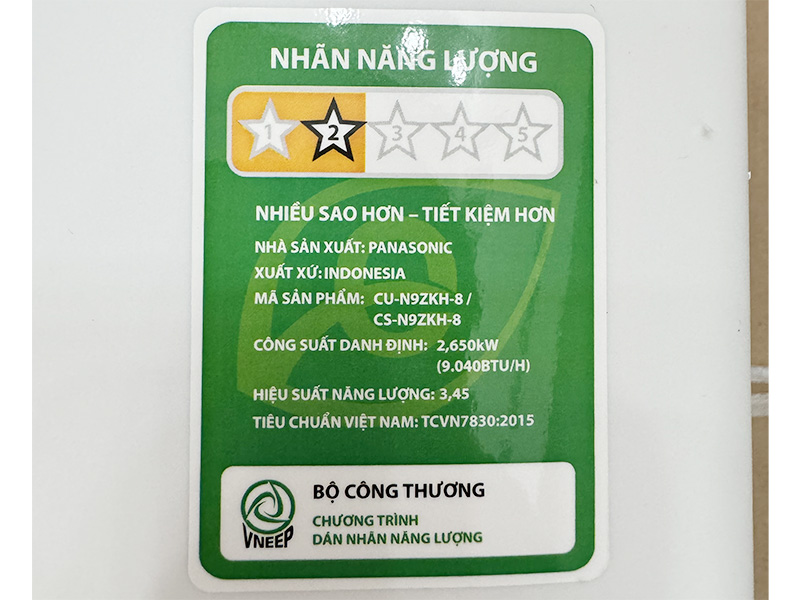 NHÃN NĂNG LƯỢNG
1 2 3 4 5
NHIỀU SAO HƠN – TIẾT KIỆM HƠN
NHÀ SẢN XUẤT: PANASONIC
XUẤT XỨ: INDONESIA
MÃ SẢN PHẨM: CU-N9ZKH-8 /
CS-N9ZKH-8
CÔNG SUẤT DANH ĐỊNH: 2,650kW
(9.040BTU/H)
HIỆU SUẤT NĂNG LƯỢNG: 3,45
TIÊU CHUẨN VIỆT NAM: TCVN7830:2015
BỘ CÔNG THƯƠNG
CHƯƠNG TRÌNH
DÁN NHÃN NĂNG LƯỢNG
VNEEP